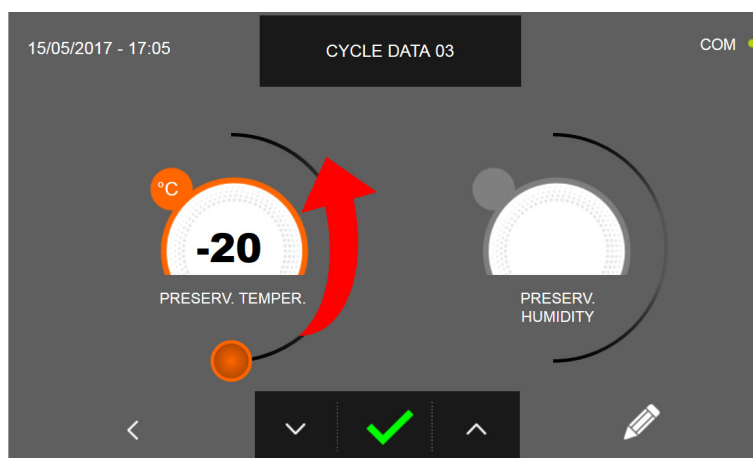 15/05/2017 - 17:05
CYCLE DATA 03
COM
°C
-20
PRESERV. TEMPER.
PRESERV.
HUMIDITY